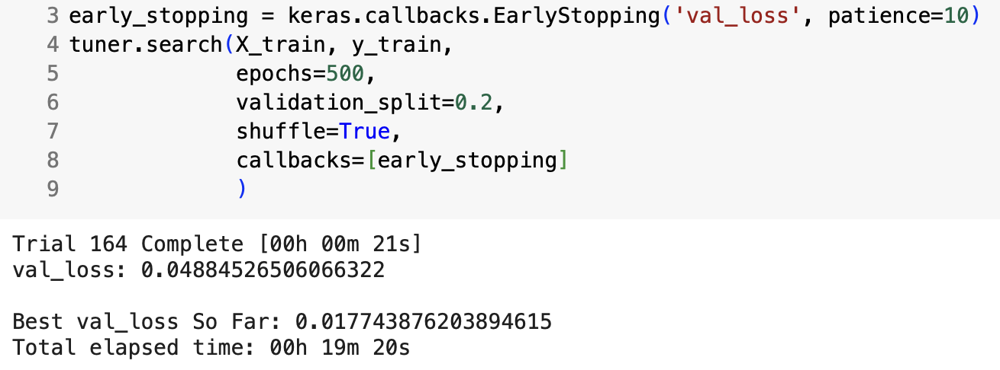 3 early_stopping = keras.callbacks.EarlyStopping('val_loss', patience=10)
4 tuner.search(X_train, y_train,
5              epochs=500,
6              validation_split=0.2,
7              shuffle=True,
8              callbacks=[early_stopping]
9              )
Trial 164 Complete [00h 00m 21s]
val_loss: 0.04884526506066322
Best val_loss So Far: 0.017743876203894615
Total elapsed time: 00h 19m 20s